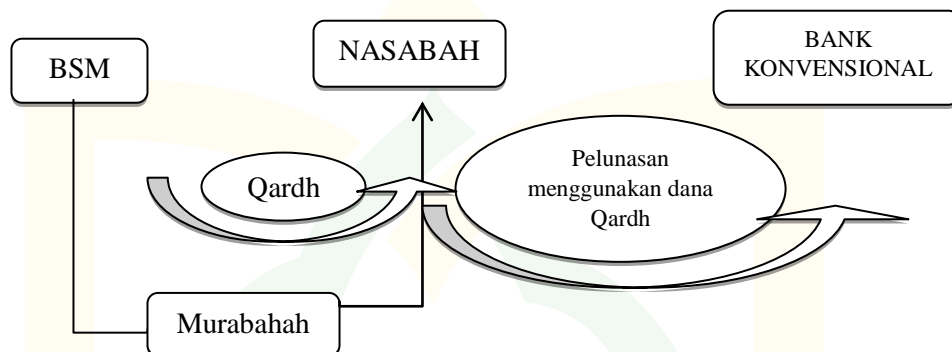 BSM
NASABAH
BANK
KONVENSIONAL
Qardh
Pelunasan
menggunakan dana
Qardh
Murabahah